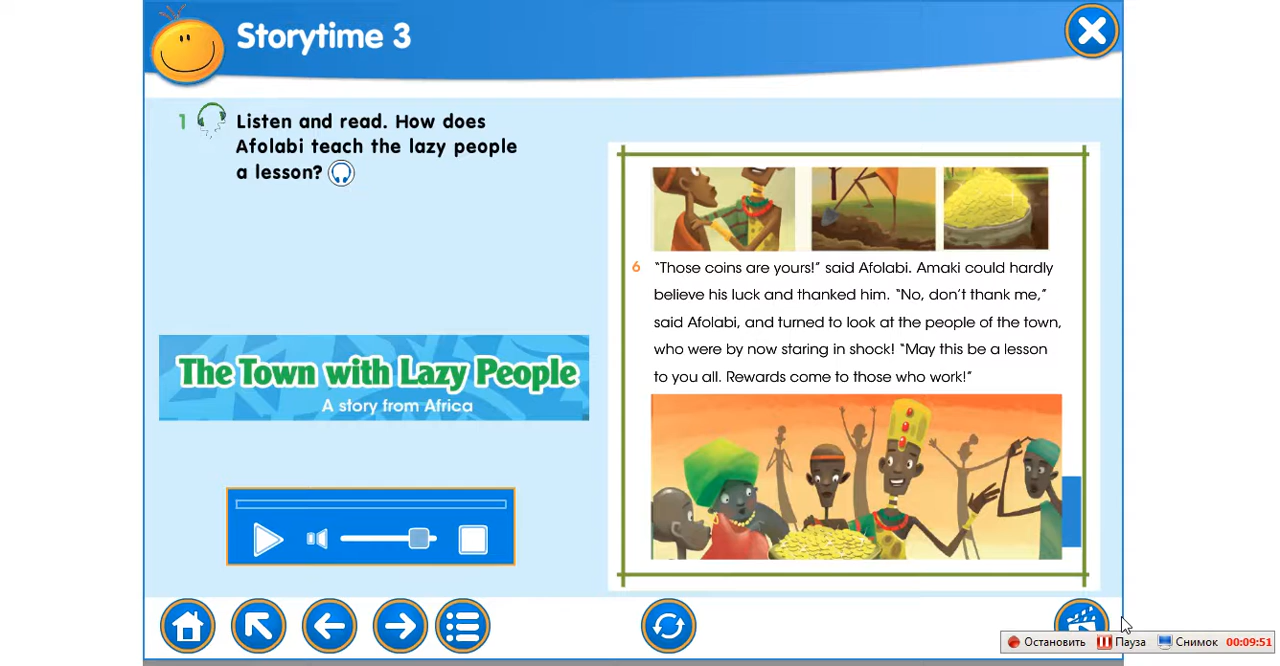 Storytime 3
1 Listen and read. How does
Afolabi teach the lazy people
a lesson?
The Town with Lazy People
A story from Africa
6 “Those coins are yours!” said Afolabi. Amaki could hardly
believe his luck and thanked him. “No, don’t thank me,”
said Afolabi, and turned to look at the people of the town,
who were by now staring in shock! “May this be a lesson
to you all. Rewards come to those who work!”
Остановить Пауза Снимок 00:09:51